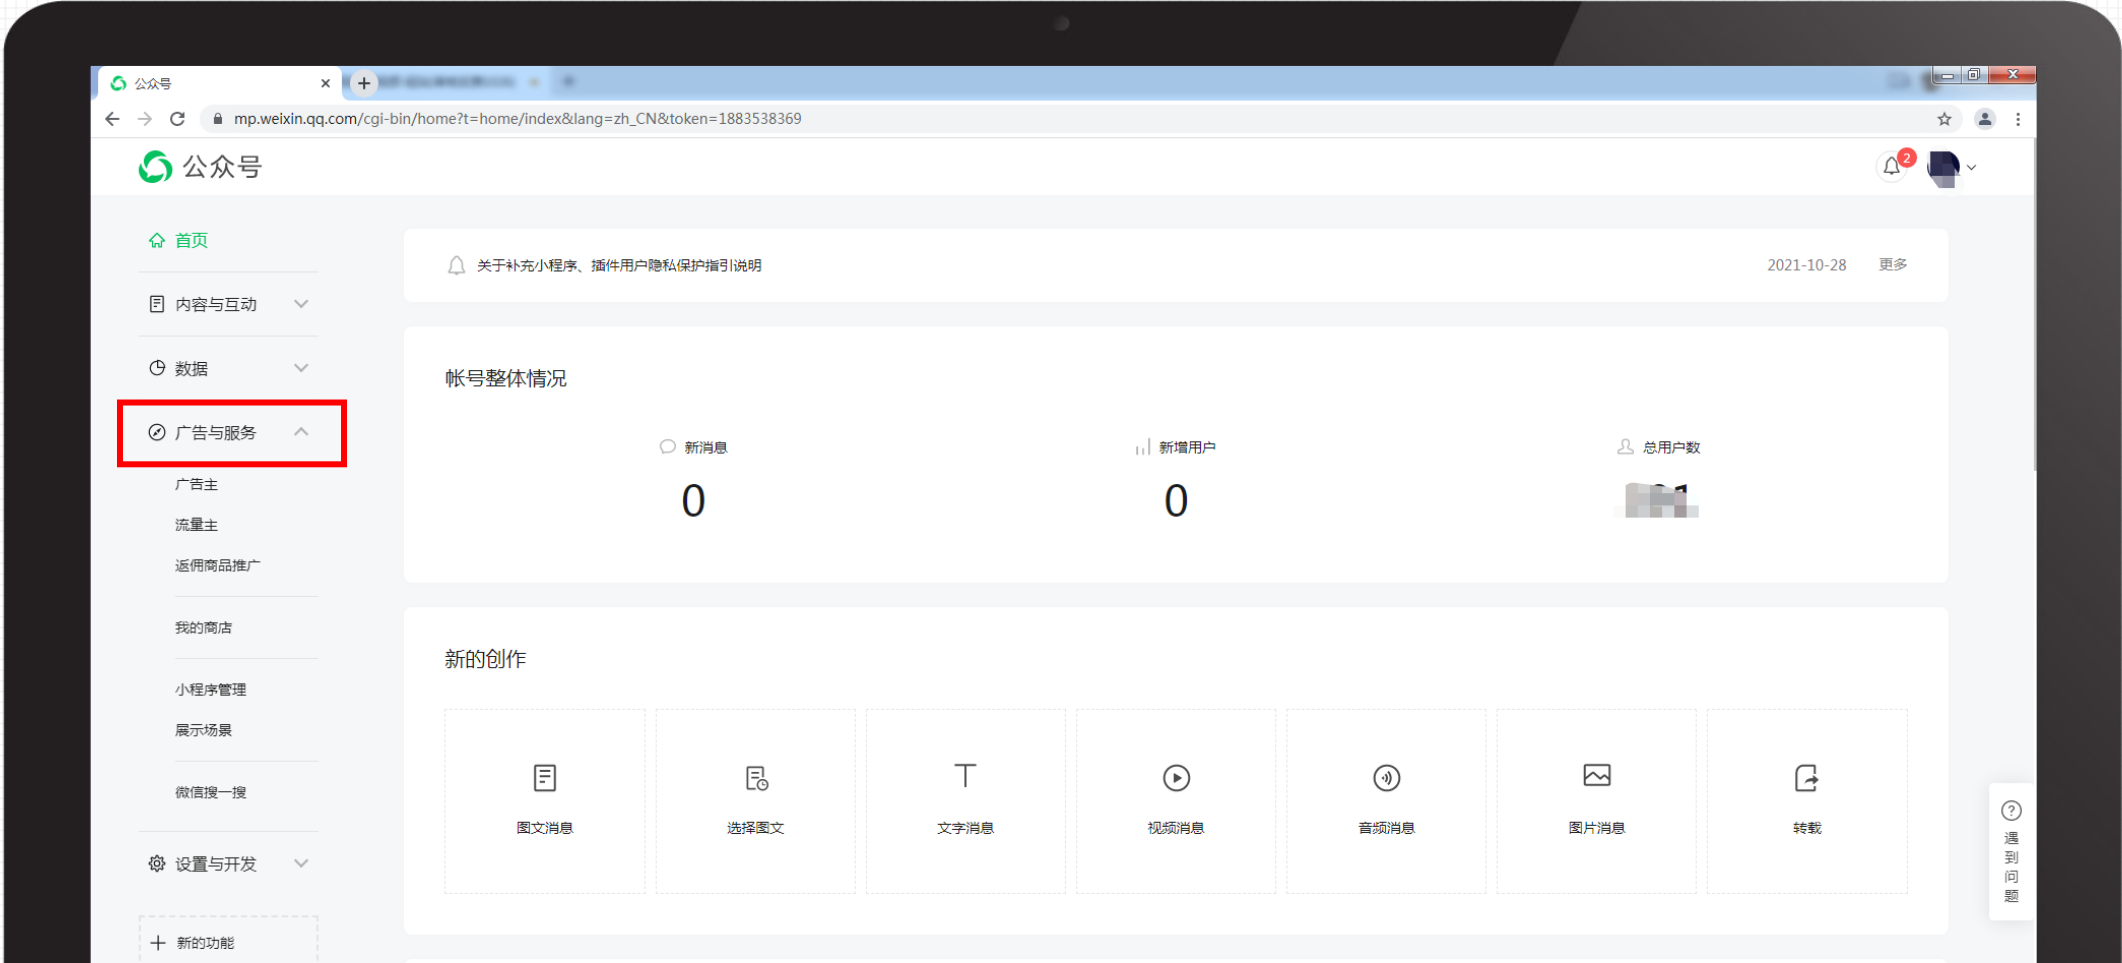 公众号
mp.weixin.qq.com/cgi-bin/home?t=home/index&lang=zh_CN&token=1883538369
公众号
2
首页
内容与互动
数据
广告与服务
广告主
流量主
返佣商品推广
我的商店
小程序管理
展示场景
微信搜一搜
设置与开发
新的功能
关于补充小程序、插件用户隐私保护指引说明 2021-10-28 更多
帐号整体情况
新消息 新增用户 总用户数
0 0
新的创作
图文消息 选择图文 文字消息 视频消息 音频消息 图片消息 转载
遇到问题